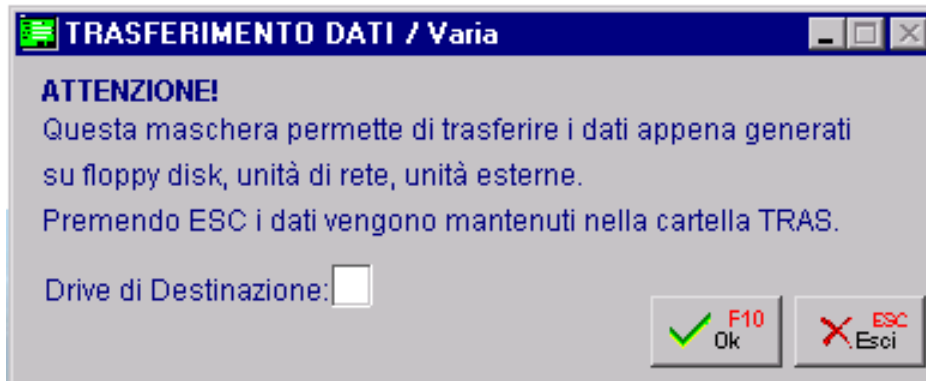 TRASFERIMENTO DATI / Varia
ATTENZIONE!
Questa maschera permette di trasferire i dati appena generati
su floppy disk, unità di rete, unità esterne.
Premendo ESC i dati vengono mantenuti nella cartella TRAS.
Drive di Destinazione:
F10
Ok
ESC
Esci